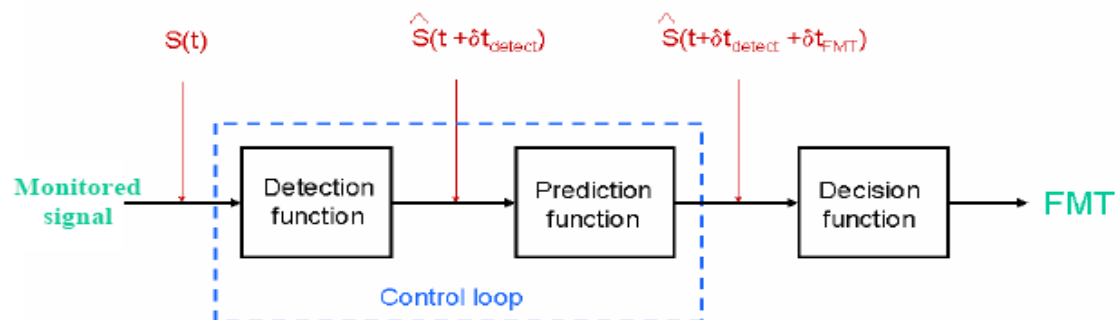 S(t)
Ŝ(t +δt_detect)
Ŝ(t+δt_detect +δt_FMT)
Monitored
signal
Detection
function
Prediction
function
Decision
function
FMT
Control loop